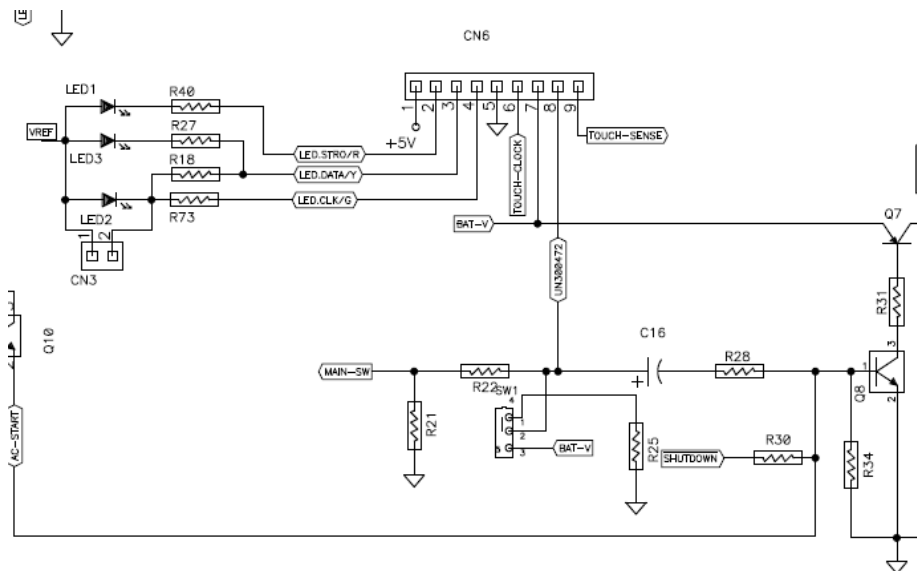 CN6
LED1
R40
VREF
R27
LED3
R18
LED2
R73
1 2
CN3
LED.STRO/R
LED.DATA/Y
LED.CLK/G
1 2 3 4 5 6 7 8 9
+5V
TOUCH-CLOCK
TOUCH-SENSE
BAT-V
UN300472
Q7
R31
Q10
AC-START
MAIN-SW
R21
R22
SW1
4
1
2
3
5
BAT-V
C16
+
R28
R25
SHUTDOWN
R30
R34
Q8
1
2
3